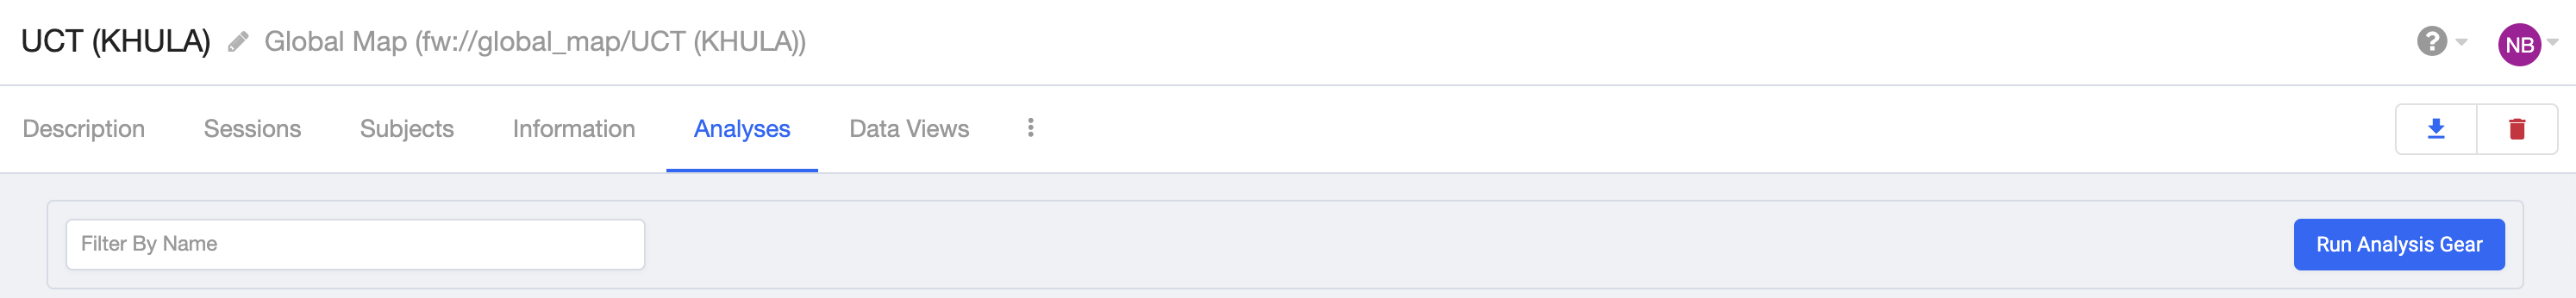 UCT (KHULA) Global Map (fw://global_map/UCT (KHULA)) ? NB
Description Sessions Subjects Information Analyses Data Views
Filter By Name Run Analysis Gear